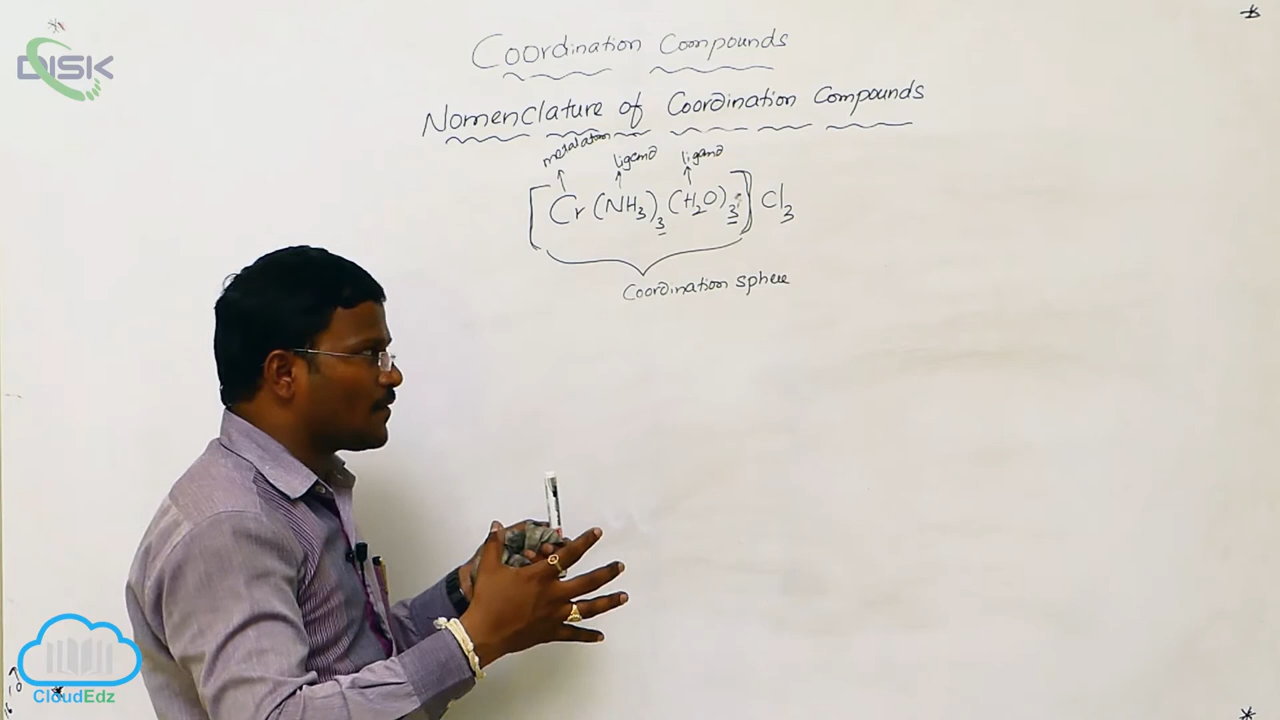 DISK
Coordination Compounds
Nomenclature of Coordination Compounds
metal atom ligand ligand
[Cr(NH3)3(H2O)3]Cl3
Coordination sphere
CloudEdz